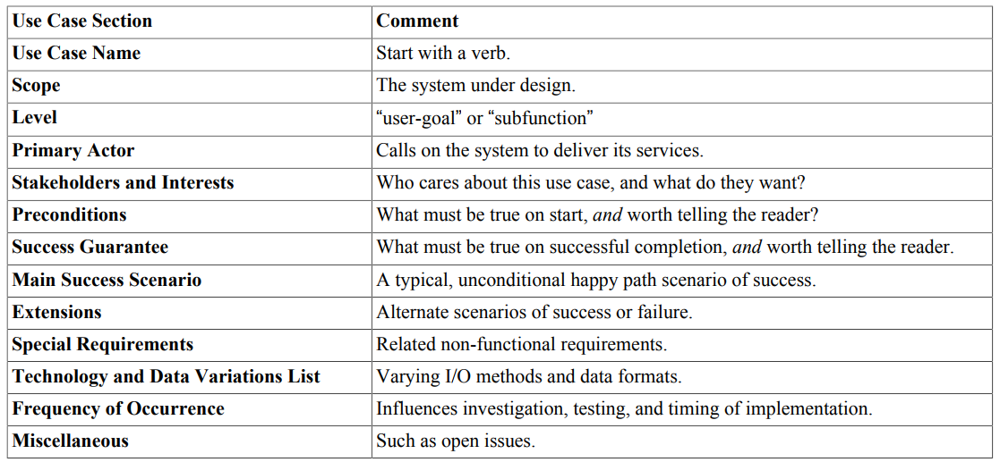 Use Case Section Comment
Use Case Name Start with a verb.
Scope The system under design.
Level “user-goal” or “subfunction”
Primary Actor Calls on the system to deliver its services.
Stakeholders and Interests Who cares about this use case, and what do they want?
Preconditions What must be true on start, and worth telling the reader?
Success Guarantee What must be true on successful completion, and worth telling the reader.
Main Success Scenario A typical, unconditional happy path scenario of success.
Extensions Alternate scenarios of success or failure.
Special Requirements Related non-functional requirements.
Technology and Data Variations List Varying I/O methods and data formats.
Frequency of Occurrence Influences investigation, testing, and timing of implementation.
Miscellaneous Such as open issues.